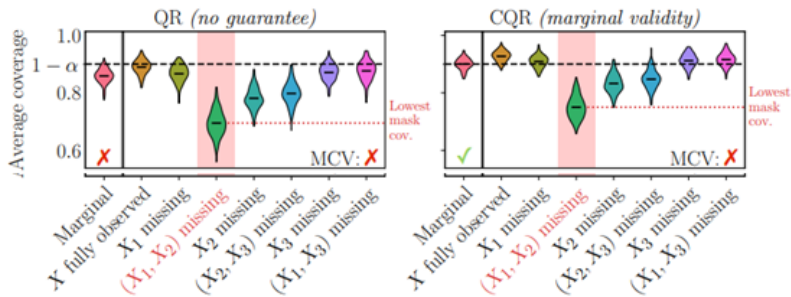 QR (no guarantee)
Average coverage
1.0
1 − α
0.8
0.6
Lowest
mask
cov.
✗
MCV: ✗
Marginal
X fully observed
X₁ missing
(X₁, X₂) missing
X₂ missing
(X₂, X₃) missing
X₃ missing
(X₁, X₃) missing
CQR (marginal validity)
Lowest
mask
cov.
✓
MCV: ✗
Marginal
X fully observed
X₁ missing
(X₁, X₂) missing
X₂ missing
(X₂, X₃) missing
X₃ missing
(X₁, X₃) missing